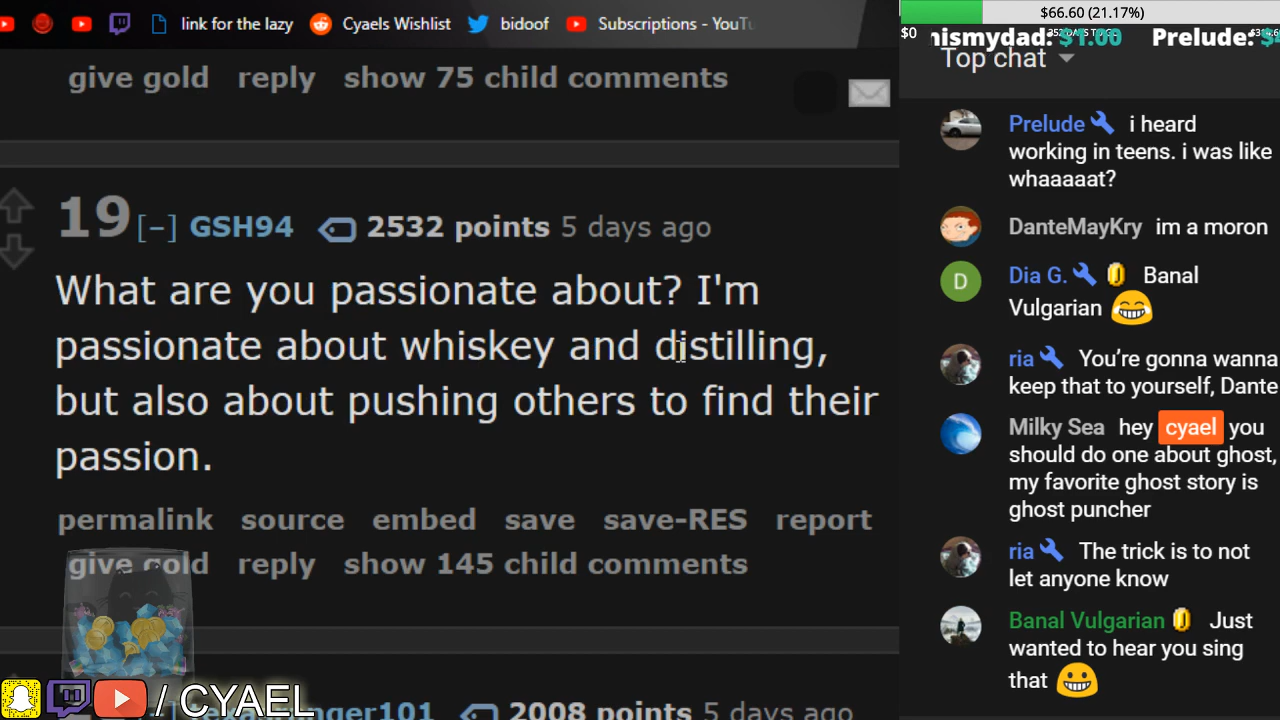 link for the lazy Cyaels Wishlist bidoof Subscriptions - YouTu
give gold reply show 75 child comments
19 [-] GSH94 2532 points 5 days ago
What are you passionate about? I'm
passionate about whiskey and distilling,
but also about pushing others to find their
passion.
permalink source embed save save-RES report
give gold reply show 145 child comments
2008 points 5 days ago
/ CYAEL
$66.60 (21.17%)
$0
nismydad: $1.00 Prelude:
Top chat
Prelude i heard
working in teens. i was like
whaaaaat?
DanteMayKry im a moron
D
Dia G. Banal
Vulgarian
ria You’re gonna wanna
keep that to yourself, Dante
Milky Sea hey cyael you
should do one about ghost,
my favorite ghost story is
ghost puncher
ria The trick is to not
let anyone know
Banal Vulgarian Just
wanted to hear you sing
that